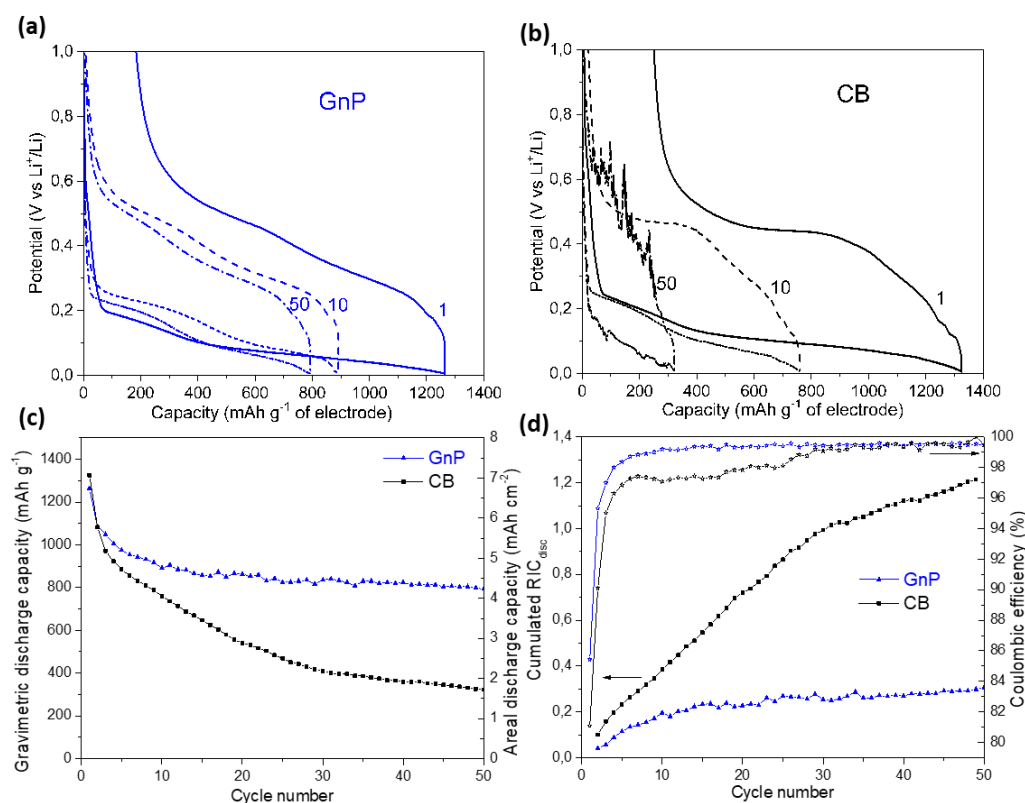 (a)
1,0
0,8
0,6
0,4
0,2
0,0
Potential (V vs Li⁺/Li)
GnP
50
10
1
0 200 400 600 800 1000 1200 1400
Capacity (mAh g⁻¹ of electrode)
(b)
1,0
0,8
0,6
0,4
0,2
0,0
Potential (V vs Li⁺/Li)
CB
50
10
1
0 200 400 600 800 1000 1200 1400
Capacity (mAh g⁻¹ of electrode)
(c)
1400
1200
1000
800
600
400
200
0
Gravimetric discharge capacity (mAh g⁻¹)
GnP
CB
8
7
6
5
4
3
2
1
0
Areal discharge capacity (mAh cm⁻²)
0 10 20 30 40 50
Cycle number
(d)
1,4
1,2
1,0
0,8
0,6
0,4
0,2
0,0
Cumulated RIC_disc
GnP
CB
100
98
96
94
92
90
88
86
84
82
80
Coulombic efficiency (%)
0 10 20 30 40 50
Cycle number